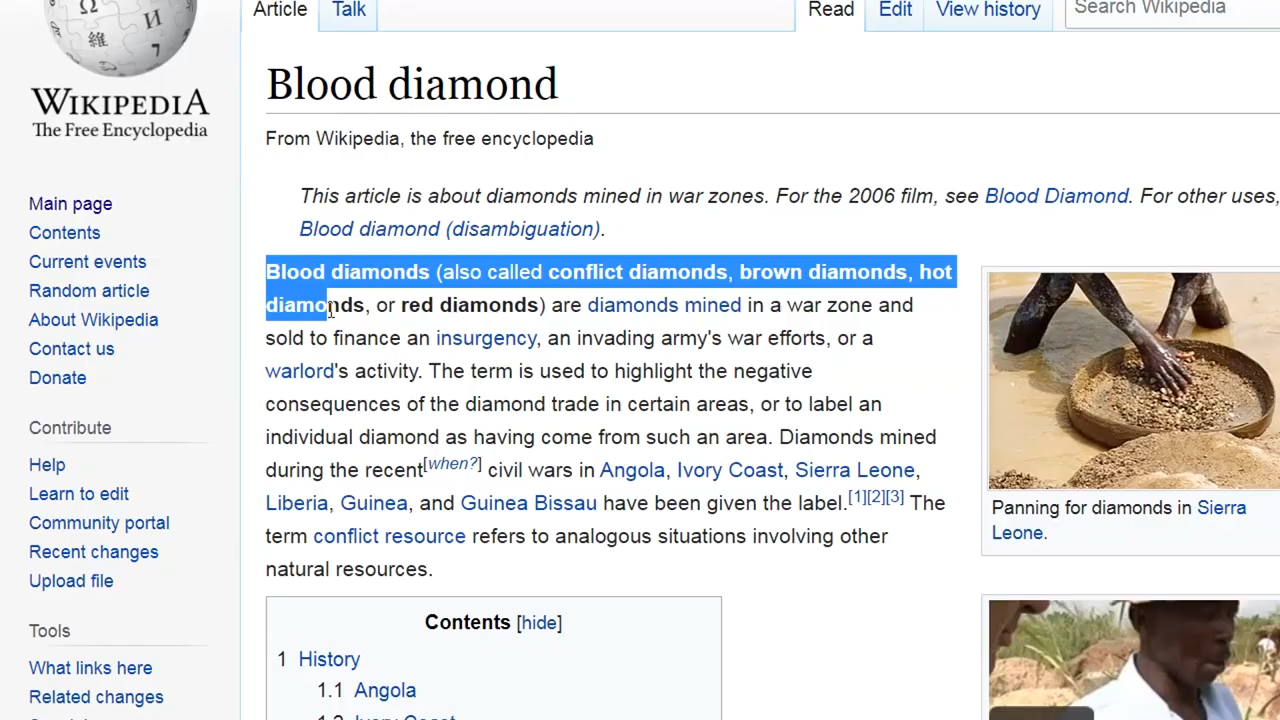 Article Talk Read Edit View history Search Wikipedia
WIKIPEDIA
The Free Encyclopedia
Main page
Contents
Current events
Random article
About Wikipedia
Contact us
Donate
Contribute
Help
Learn to edit
Community portal
Recent changes
Upload file
Tools
What links here
Related changes
Blood diamond
From Wikipedia, the free encyclopedia
This article is about diamonds mined in war zones. For the 2006 film, see Blood Diamond. For other uses,
Blood diamond (disambiguation).
Blood diamonds (also called conflict diamonds, brown diamonds, hot
diamonds, or red diamonds) are diamonds mined in a war zone and
sold to finance an insurgency, an invading army's war efforts, or a
warlord's activity. The term is used to highlight the negative
consequences of the diamond trade in certain areas, or to label an
individual diamond as having come from such an area. Diamonds mined
during the recent[when?] civil wars in Angola, Ivory Coast, Sierra Leone,
Liberia, Guinea, and Guinea Bissau have been given the label.[1][2][3] The
term conflict resource refers to analogous situations involving other
natural resources.
Contents [hide]
1 History
1.1 Angola
Panning for diamonds in Sierra
Leone.